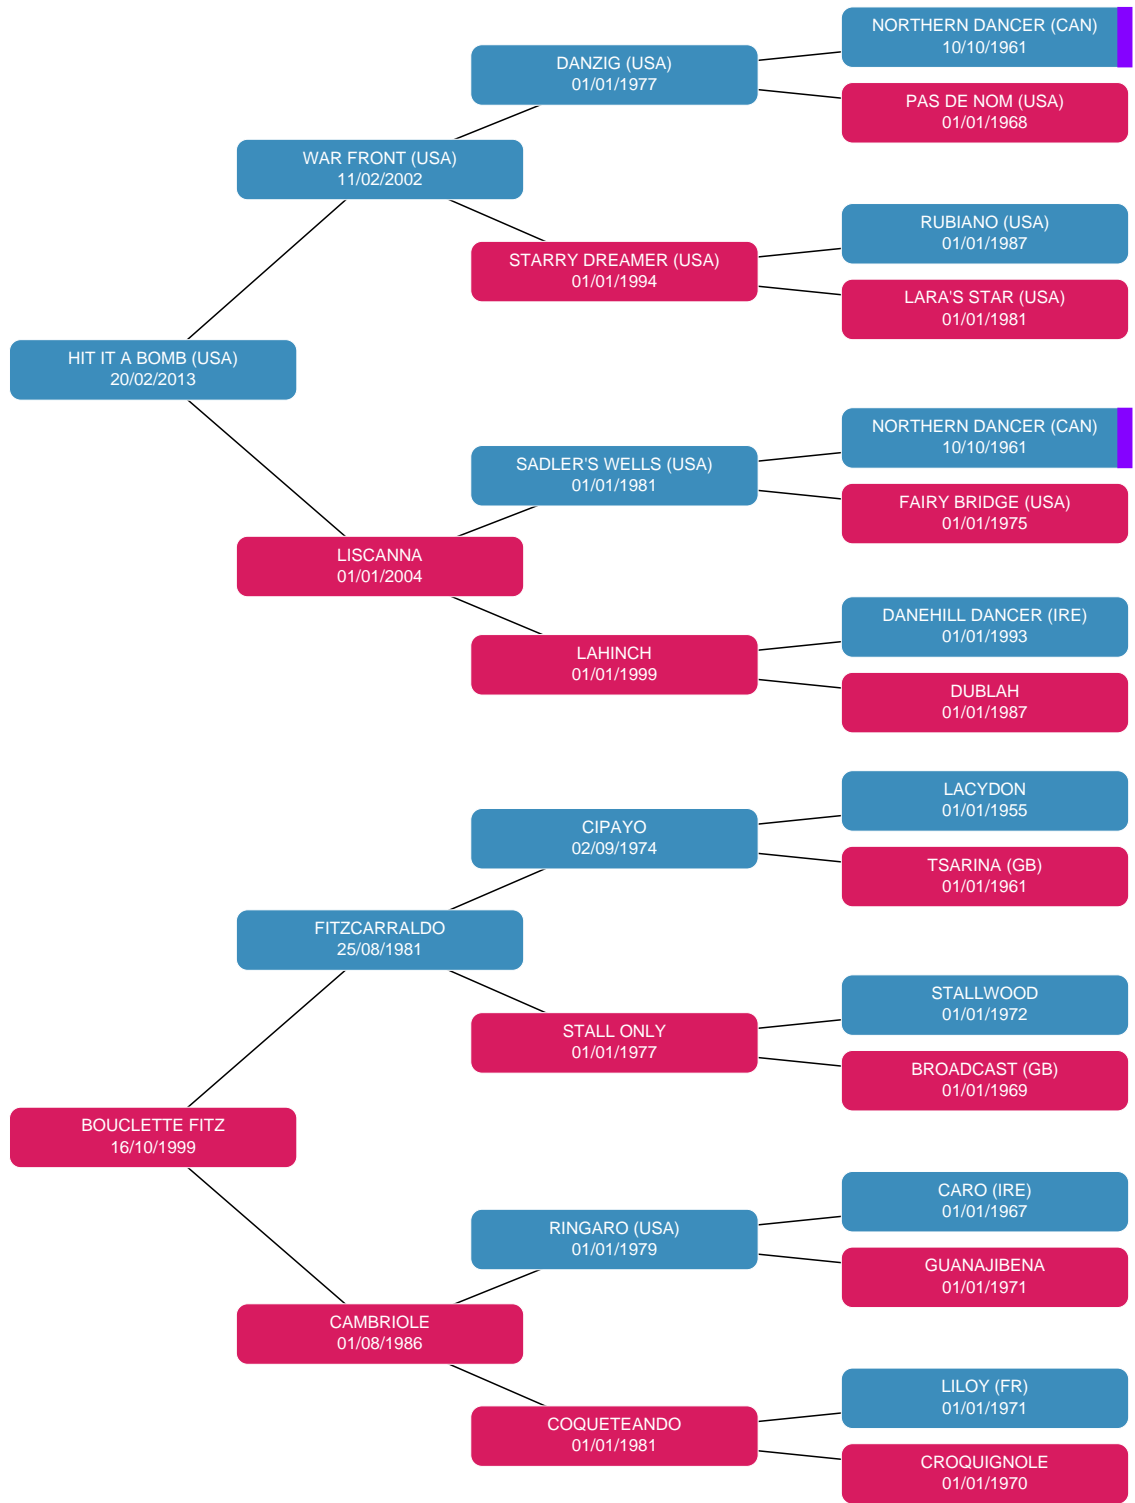 NORTHERN DANCER (CAN)
10/10/1961
DANZIG (USA)
01/01/1977
PAS DE NOM (USA)
01/01/1968
WAR FRONT (USA)
11/02/2002
RUBIANO (USA)
01/01/1987
STARRY DREAMER (USA)
01/01/1994
LARA'S STAR (USA)
01/01/1981
HIT IT A BOMB (USA)
20/02/2013
NORTHERN DANCER (CAN)
10/10/1961
SADLER'S WELLS (USA)
01/01/1981
FAIRY BRIDGE (USA)
01/01/1975
LISCANNA
01/01/2004
DANEHILL DANCER (IRE)
01/01/1993
LAHINCH
01/01/1999
DUBLAH
01/01/1987
LACYDON
01/01/1955
CIPAYO
02/09/1974
TSARINA (GB)
01/01/1961
FITZCARRALDO
25/08/1981
STALLWOOD
01/01/1972
STALL ONLY
01/01/1977
BROADCAST (GB)
01/01/1969
BOUCLETTE FITZ
16/10/1999
CARO (IRE)
01/01/1967
RINGARO (USA)
01/01/1979
GUANAJIBENA
01/01/1971
CAMBRIOLE
01/08/1986
LILOY (FR)
01/01/1971
COQUETEANDO
01/01/1981
CROQUIGNOLE
01/01/1970